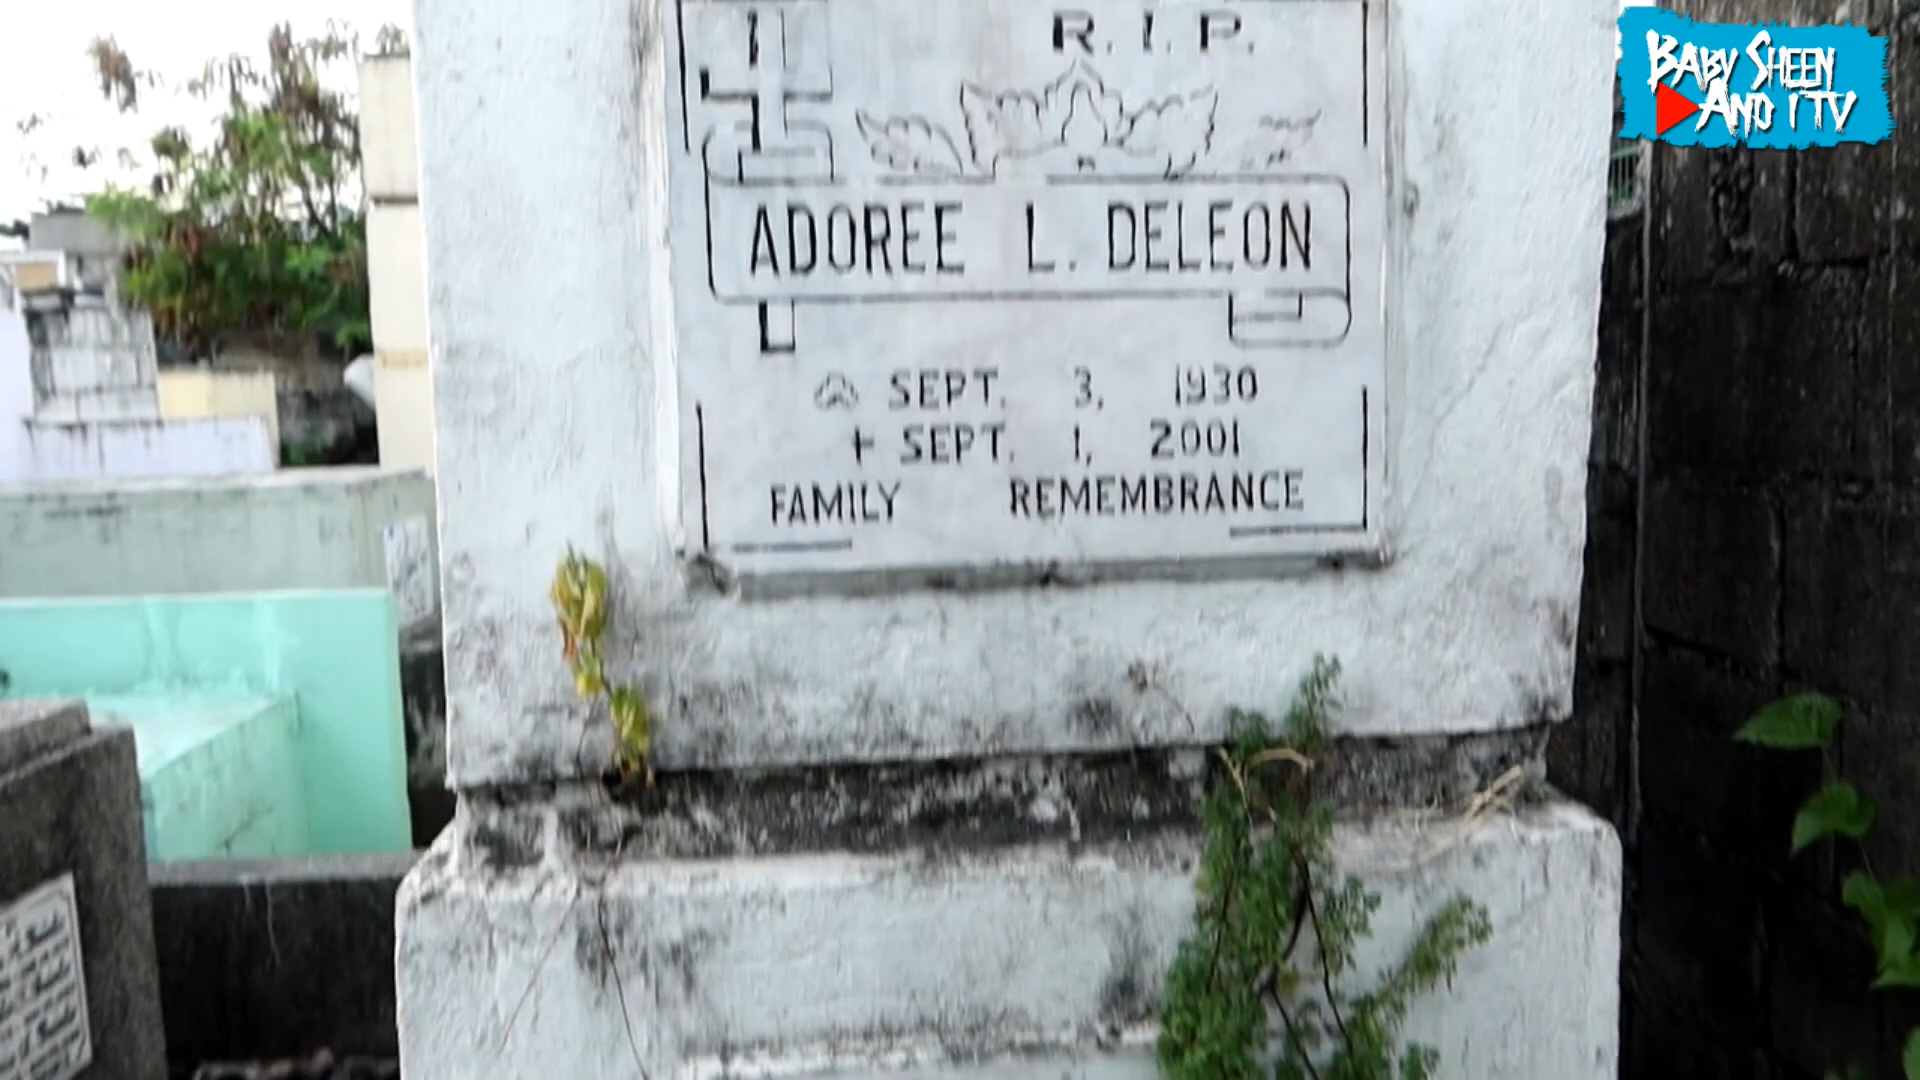 R. I. P.
ADOREE L. DELEON
SEPT. 3, 1930
SEPT. 1, 2001
FAMILY REMEMBRANCE
BABY SHEEN
AND I TV